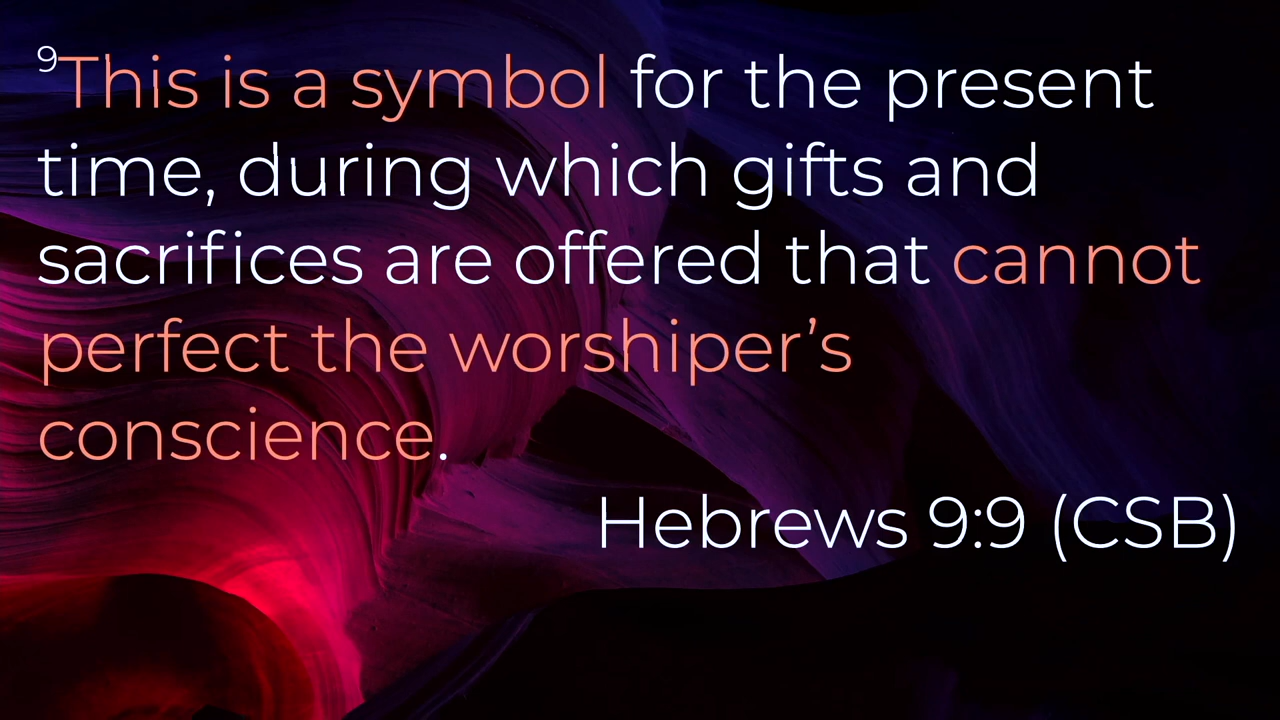 ⁹This is a symbol for the present
time, during which gifts and
sacrifices are offered that cannot
perfect the worshiper’s
conscience.
Hebrews 9:9 (CSB)